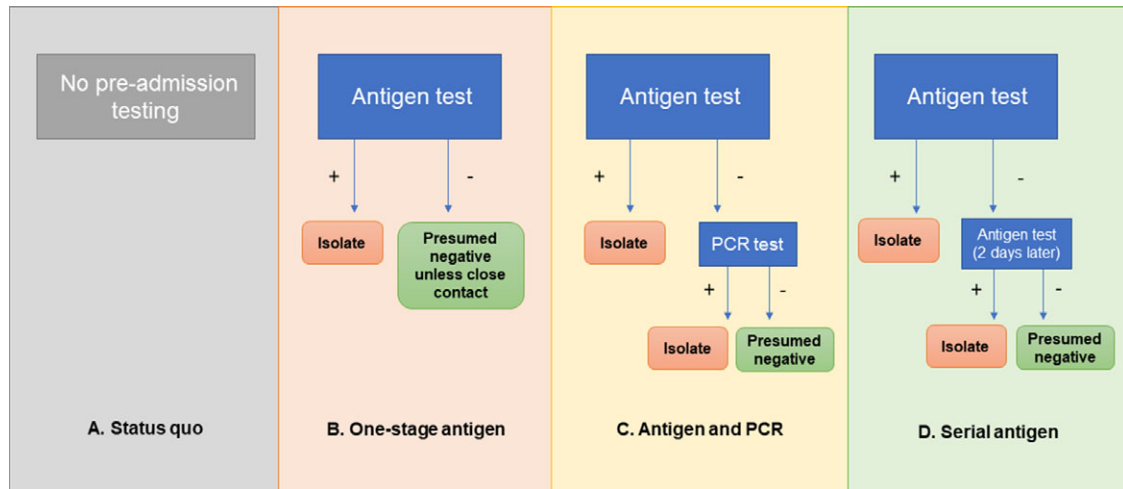 No pre-admission
testing
A. Status quo
Antigen test
+
-
Isolate
Presumed
negative
unless close
contact
B. One-stage antigen
Antigen test
+
-
Isolate
PCR test
+
-
Isolate
Presumed
negative
C. Antigen and PCR
Antigen test
+
-
Isolate
Antigen test
(2 days later)
+
-
Isolate
Presumed
negative
D. Serial antigen